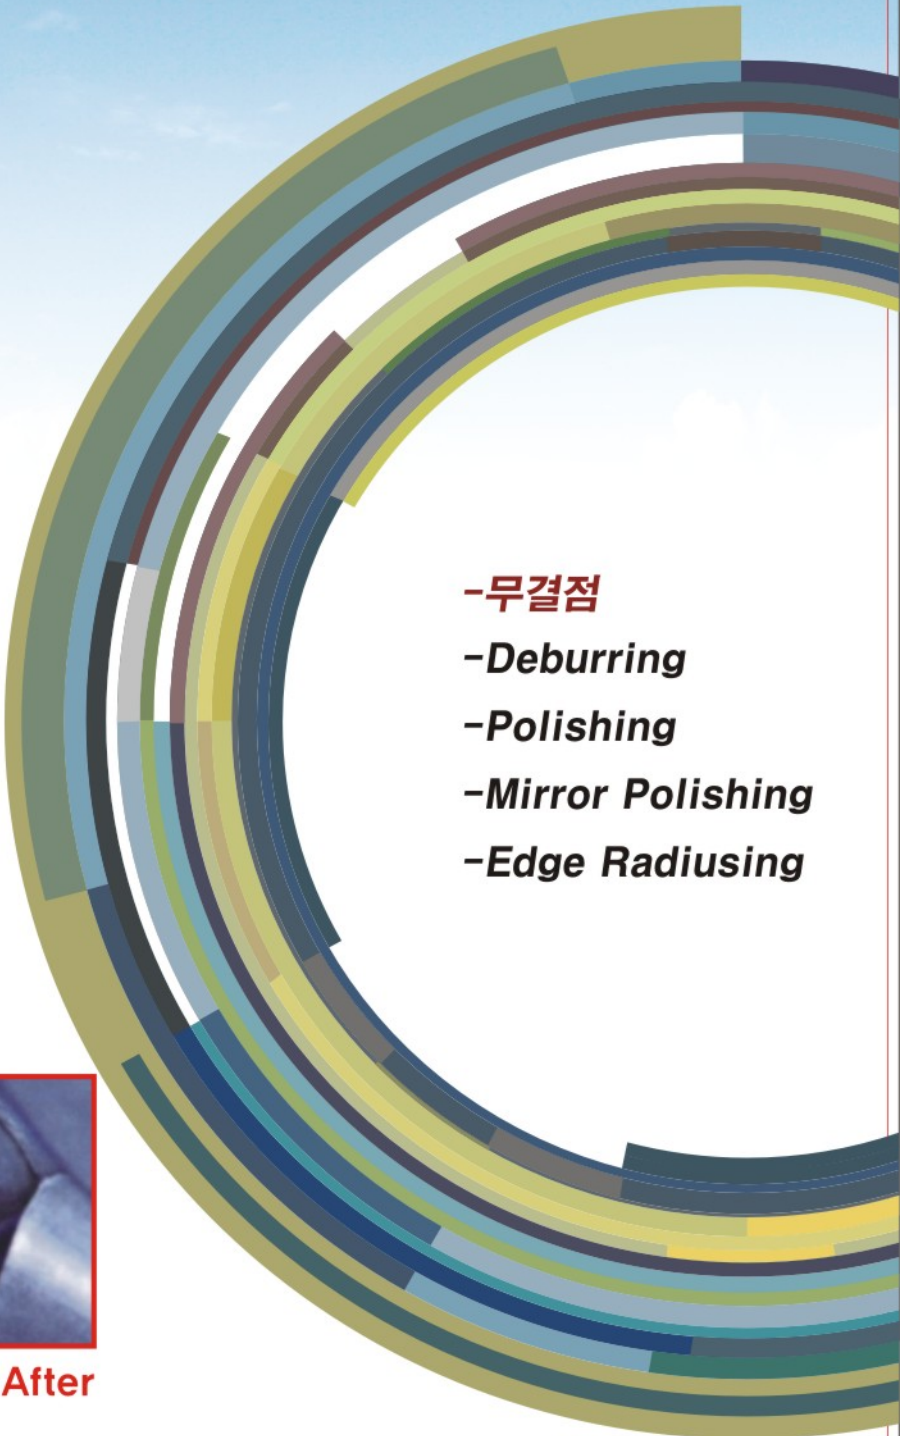 -무결점
-Deburring
-Polishing
-Mirror Polishing
-Edge Radiusing
After